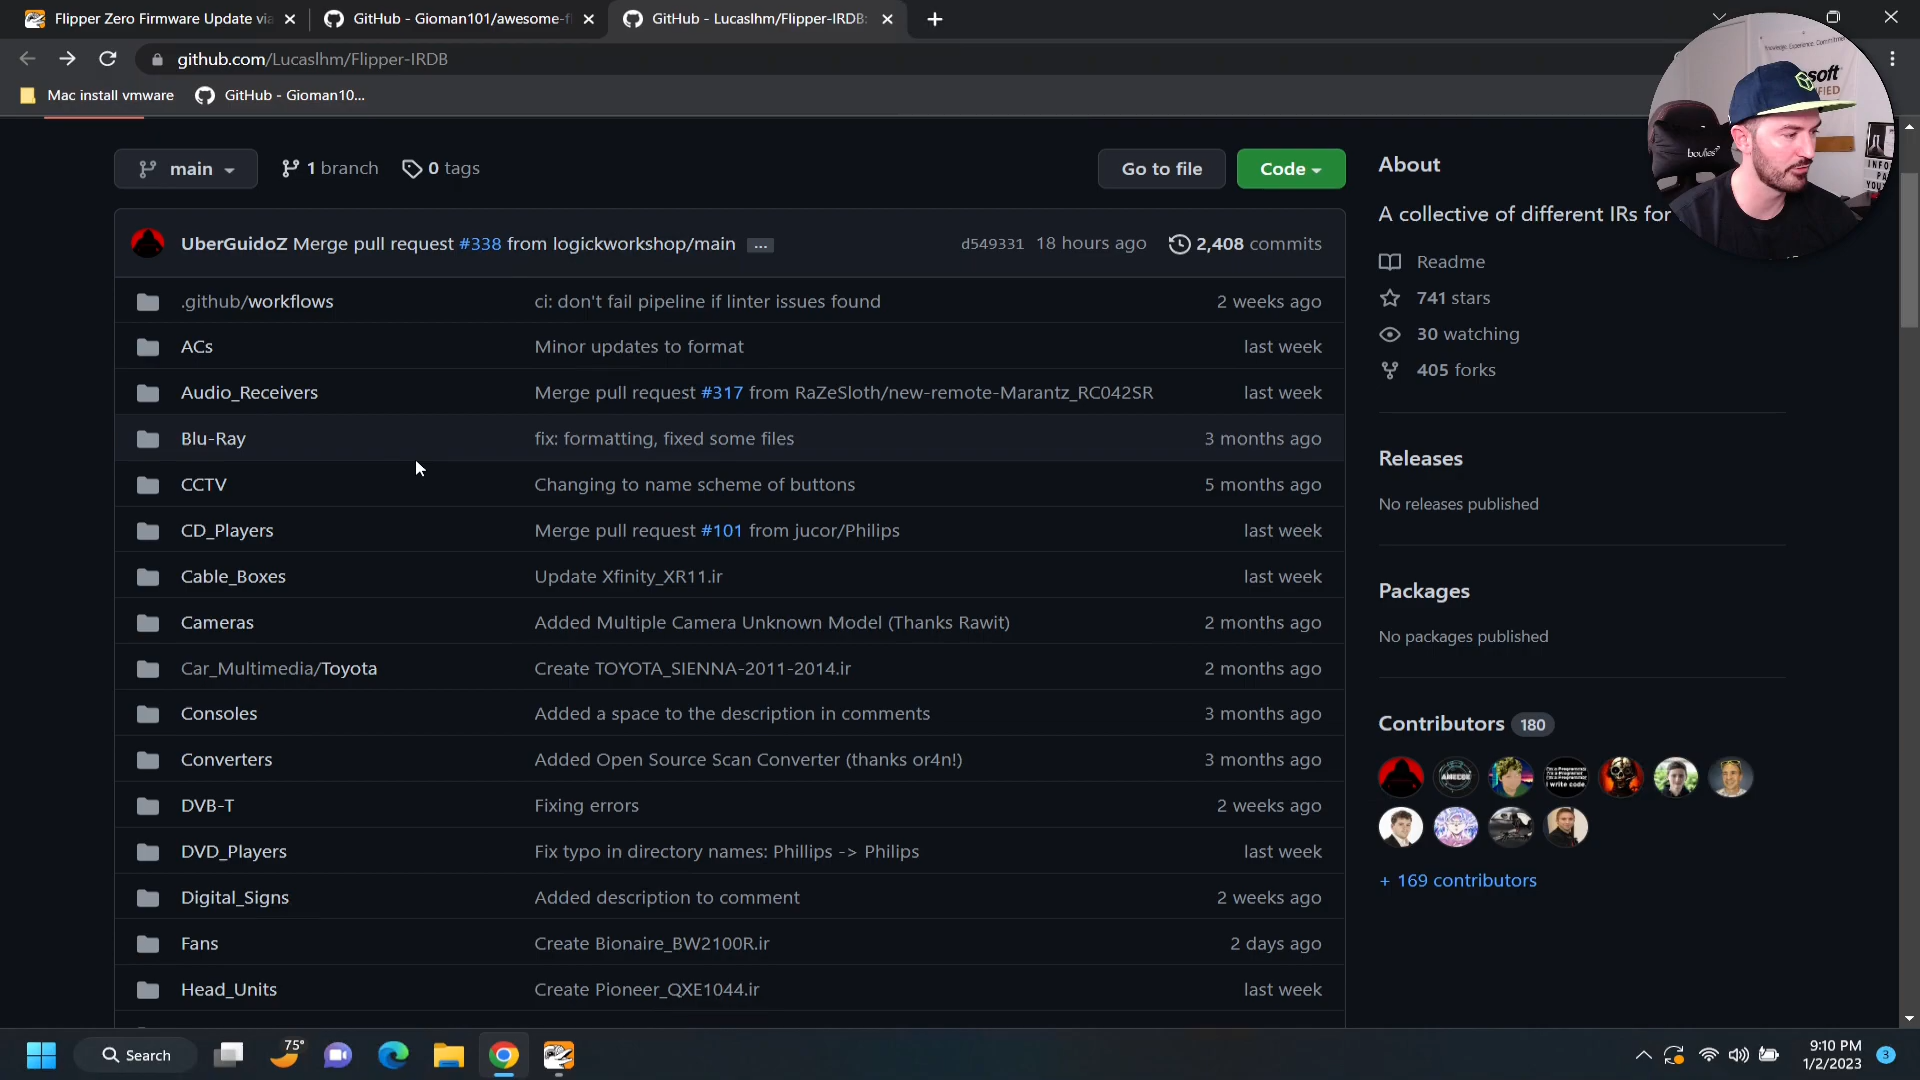 Flipper Zero Firmware Update via
GitHub - Gioman101/awesome-fl
GitHub - Lucaslhm/Flipper-IRDB:
github.com/Lucaslhm/Flipper-IRDB
Mac install vmware
GitHub - Gioman10...
main
1 branch
0 tags
Go to file
Code
UberGuidoZ Merge pull request #338 from logickworkshop/main ...
d549331 18 hours ago
2,408 commits
.github/workflows
ci: don't fail pipeline if linter issues found
2 weeks ago
ACs
Minor updates to format
last week
Audio_Receivers
Merge pull request #317 from RaZeSloth/new-remote-Marantz_RC042SR
last week
Blu-Ray
fix: formatting, fixed some files
3 months ago
CCTV
Changing to name scheme of buttons
5 months ago
CD_Players
Merge pull request #101 from jucor/Philips
last week
Cable_Boxes
Update Xfinity_XR11.ir
last week
Cameras
Added Multiple Camera Unknown Model (Thanks Rawit)
2 months ago
Car_Multimedia/Toyota
Create TOYOTA_SIENNA-2011-2014.ir
2 months ago
Consoles
Added a space to the description in comments
3 months ago
Converters
Added Open Source Scan Converter (thanks or4n!)
3 months ago
DVB-T
Fixing errors
2 weeks ago
DVD_Players
Fix typo in directory names: Phillips -> Philips
last week
Digital_Signs
Added description to comment
2 weeks ago
Fans
Create Bionaire_BW2100R.ir
2 days ago
Head_Units
Create Pioneer_QXE1044.ir
last week
About
A collective of different IRs for
Readme
741 stars
30 watching
405 forks
Releases
No releases published
Packages
No packages published
Contributors 180
+ 169 contributors
Search
75°
9:10 PM
1/2/2023
3